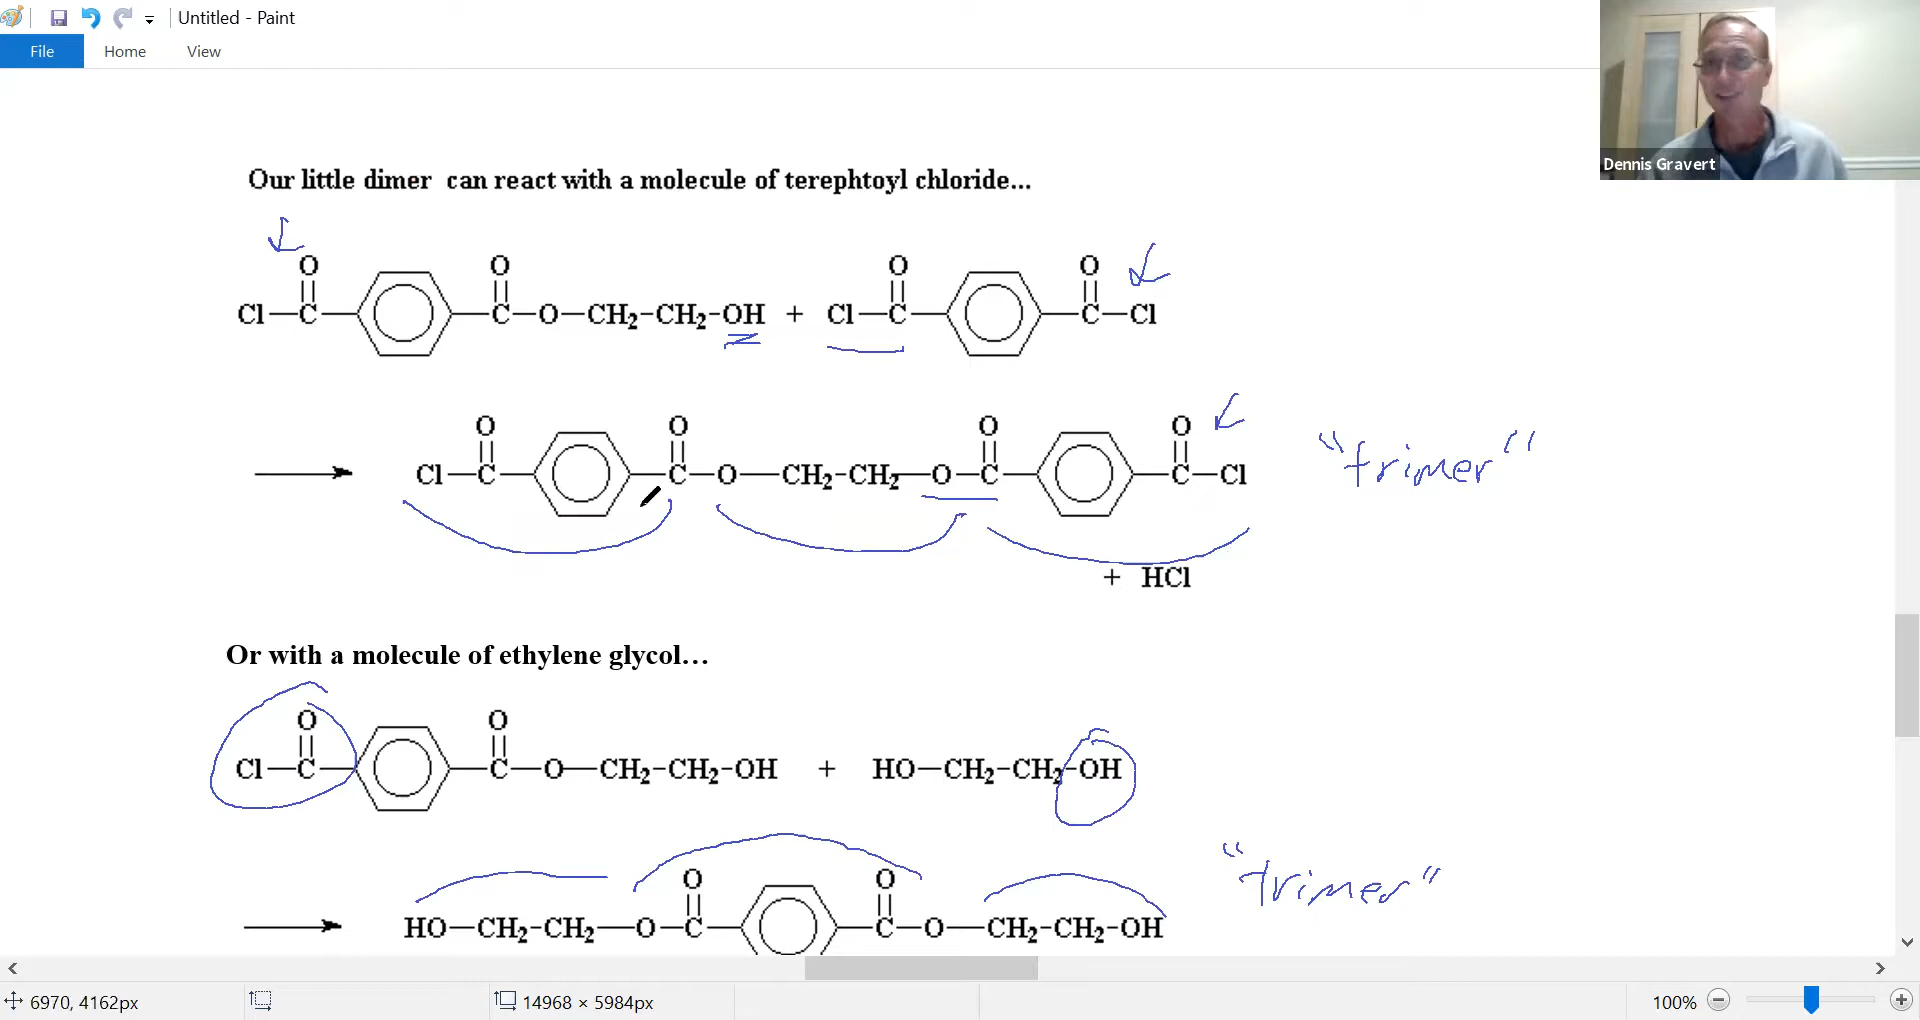 Untitled - Paint
File Home View
Dennis Gravert
Our little dimer can react with a molecule of terephtoyl chloride...
O O O O
Cl—C C—O—CH2-CH2-OH + Cl—C C—Cl
O O O O
Cl—C C—O—CH2-CH2—O—C C—Cl
"trimer"
+ HCl
Or with a molecule of ethylene glycol…
O O
Cl—C C—O—CH2-CH2-OH + HO—CH2-CH2-OH
"trimer"
O O
HO—CH2-CH2—O—C C—O—CH2-CH2-OH
6970, 4162px 14968 × 5984px 100%